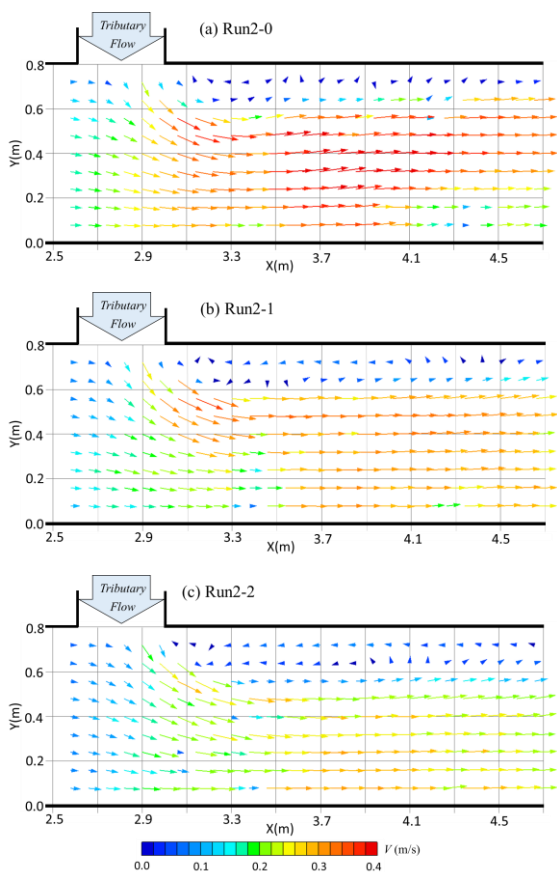 Tributary
Flow
(a) Run2-0
0.8
0.6
Y(m)
0.4
0.2
0.0
2.5 2.9 3.3 3.7 4.1 4.5
X(m)
Tributary
Flow
(b) Run2-1
0.8
0.6
Y(m)
0.4
0.2
0.0
2.5 2.9 3.3 3.7 4.1 4.5
X(m)
Tributary
Flow
(c) Run2-2
0.8
0.6
Y(m)
0.4
0.2
0.0
2.5 2.9 3.3 3.7 4.1 4.5
X(m)
V (m/s)
0.0 0.1 0.2 0.3 0.4